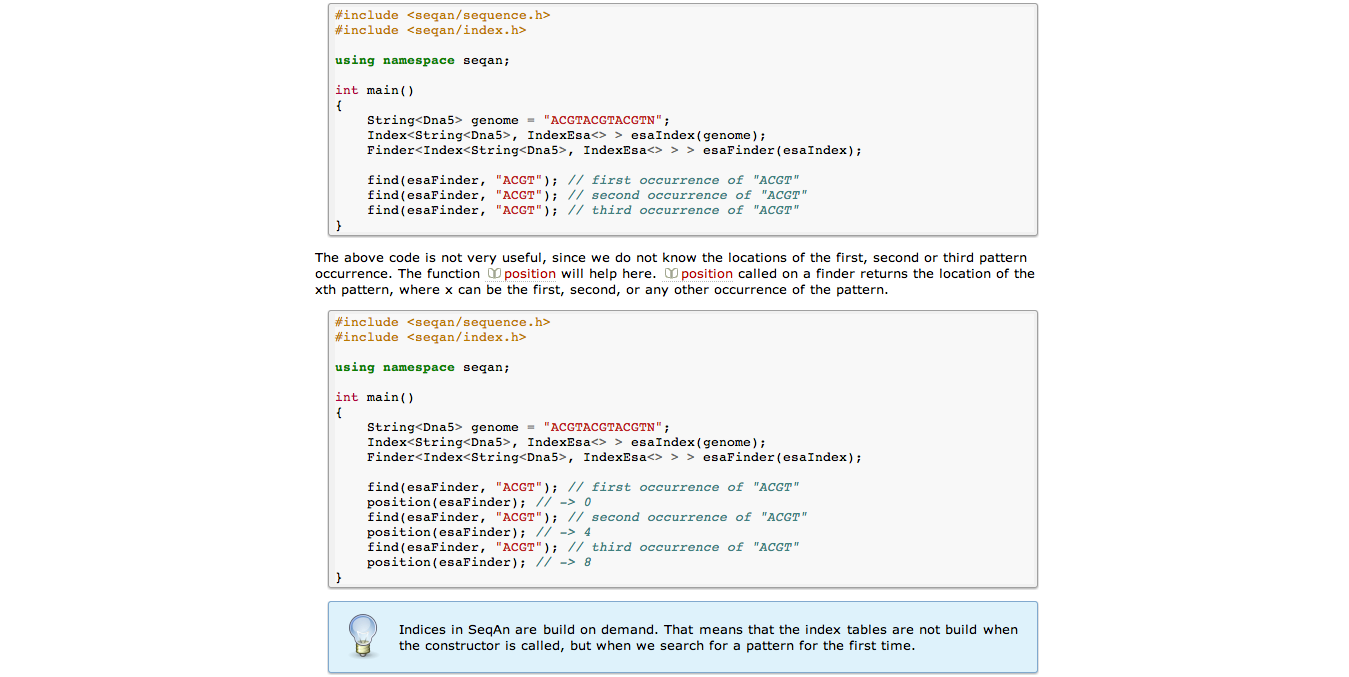 #include <seqan/sequence.h>
#include <seqan/index.h>
using namespace seqan;
int main()
{
    String<Dna5> genome = "ACGTACGTACGTN";
    Index<String<Dna5>, IndexEsa<> > esaIndex(genome);
    Finder<Index<String<Dna5>, IndexEsa<> > > esaFinder(esaIndex);
    find(esaFinder, "ACGT"); // first occurrence of "ACGT"
    find(esaFinder, "ACGT"); // second occurrence of "ACGT"
    find(esaFinder, "ACGT"); // third occurrence of "ACGT"
}
The above code is not very useful, since we do not know the locations of the first, second or third pattern
occurrence. The function position will help here. position called on a finder returns the location of the
xth pattern, where x can be the first, second, or any other occurrence of the pattern.
#include <seqan/sequence.h>
#include <seqan/index.h>
using namespace seqan;
int main()
{
    String<Dna5> genome = "ACGTACGTACGTN";
    Index<String<Dna5>, IndexEsa<> > esaIndex(genome);
    Finder<Index<String<Dna5>, IndexEsa<> > > esaFinder(esaIndex);
    find(esaFinder, "ACGT"); // first occurrence of "ACGT"
    position(esaFinder); // -> 0
    find(esaFinder, "ACGT"); // second occurrence of "ACGT"
    position(esaFinder); // -> 4
    find(esaFinder, "ACGT"); // third occurrence of "ACGT"
    position(esaFinder); // -> 8
}
Indices in SeqAn are build on demand. That means that the index tables are not build when
the constructor is called, but when we search for a pattern for the first time.